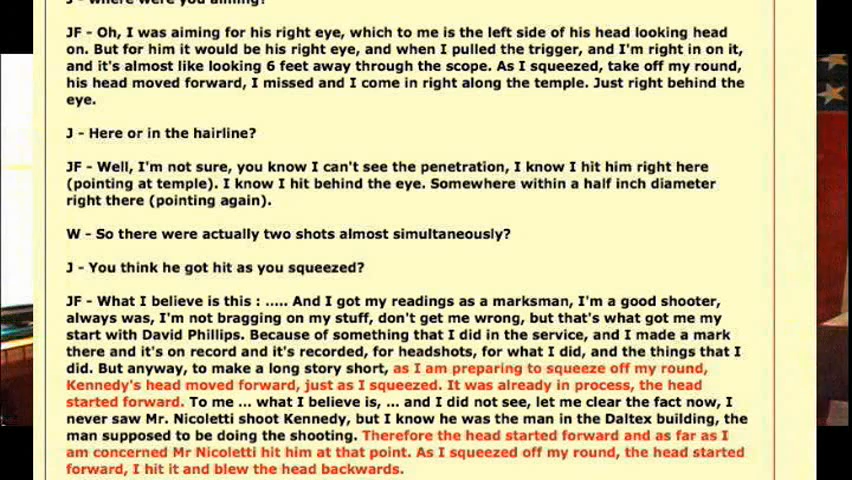 J - where were you aiming?
JF - Oh, I was aiming for his right eye, which to me is the left side of his head looking head
on. But for him it would be his right eye, and when I pulled the trigger, and I'm right in on it,
and it's almost like looking 6 feet away through the scope. As I squeezed, take off my round,
his head moved forward, I missed and I come in right along the temple. Just right behind the
eye.
J - Here or in the hairline?
JF - Well, I'm not sure, you know I can't see the penetration, I know I hit him right here
(pointing at temple). I know I hit behind the eye. Somewhere within a half inch diameter
right there (pointing again).
W - So there were actually two shots almost simultaneously?
J - You think he got hit as you squeezed?
JF - What I believe is this : ..... And I got my readings as a marksman, I'm a good shooter,
always was, I'm not bragging on my stuff, don't get me wrong, but that's what got me my
start with David Phillips. Because of something that I did in the service, and I made a mark
there and it's on record and it's recorded, for headshots, for what I did, and the things that I
did. But anyway, to make a long story short, as I am preparing to squeeze off my round,
Kennedy's head moved forward, just as I squeezed. It was already in process, the head
started forward. To me ... what I believe is, ... and I did not see, let me clear the fact now, I
never saw Mr. Nicoletti shoot Kennedy, but I know he was the man in the Daltex building, the
man supposed to be doing the shooting. Therefore the head started forward and as far as I
am concerned Mr Nicoletti hit him at that point. As I squeezed off my round, the head started
forward, I hit it and blew the head backwards.